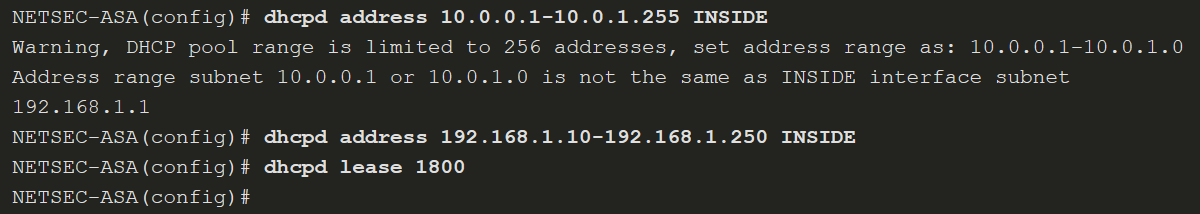 NETSEC-ASA(config)# dhcpd address 10.0.0.1-10.0.1.255 INSIDE
Warning, DHCP pool range is limited to 256 addresses, set address range as: 10.0.0.1-10.0.1.0
Address range subnet 10.0.0.1 or 10.0.1.0 is not the same as INSIDE interface subnet
192.168.1.1
NETSEC-ASA(config)# dhcpd address 192.168.1.10-192.168.1.250 INSIDE
NETSEC-ASA(config)# dhcpd lease 1800
NETSEC-ASA(config)#